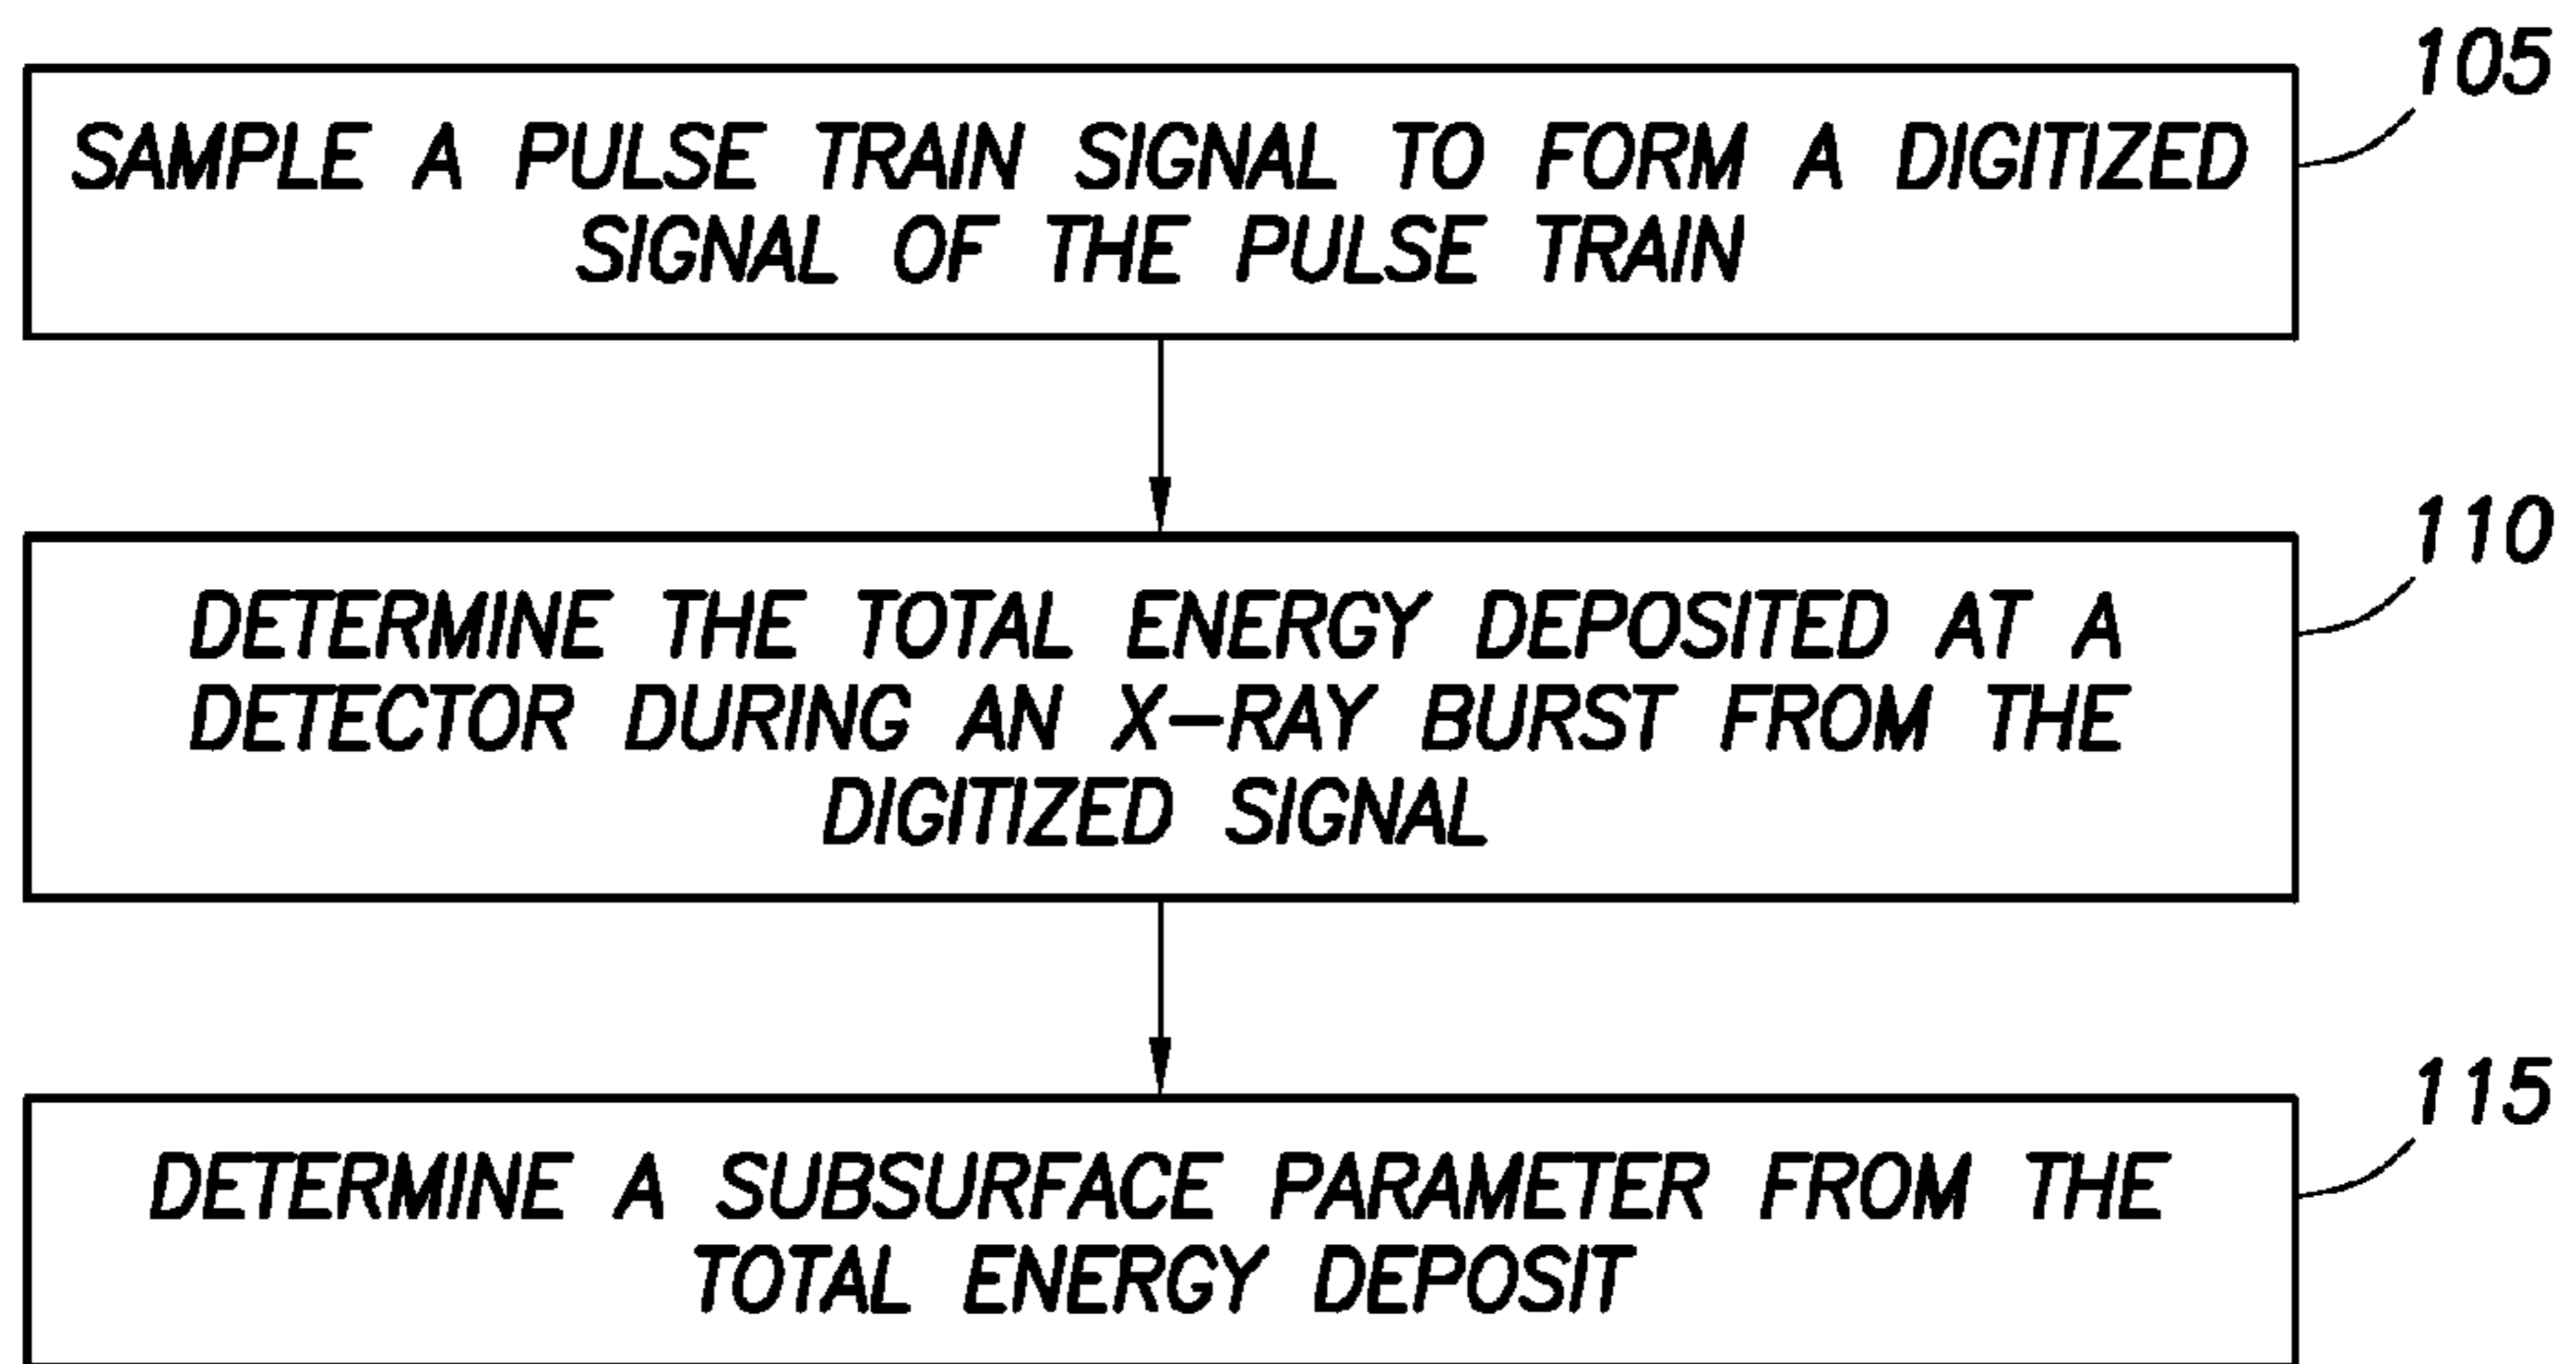 105
SAMPLE A PULSE TRAIN SIGNAL TO FORM A DIGITIZED
SIGNAL OF THE PULSE TRAIN
110
DETERMINE THE TOTAL ENERGY DEPOSITED AT A
DETECTOR DURING AN X-RAY BURST FROM THE
DIGITIZED SIGNAL
115
DETERMINE A SUBSURFACE PARAMETER FROM THE
TOTAL ENERGY DEPOSIT